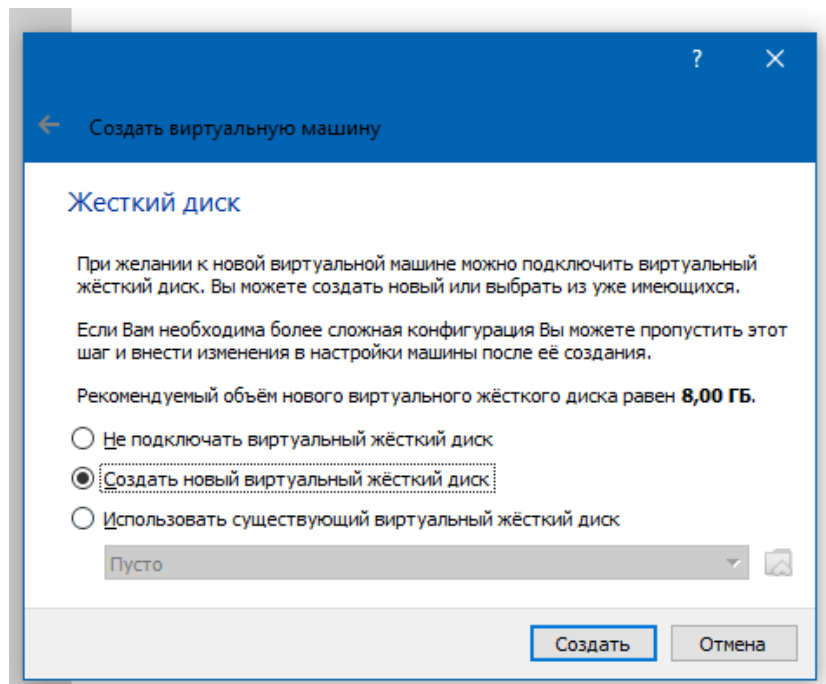 ?
Создать виртуальную машину
Жесткий диск
При желании к новой виртуальной машине можно подключить виртуальный
жёсткий диск. Вы можете создать новый или выбрать из уже имеющихся.
Если Вам необходима более сложная конфигурация Вы можете пропустить этот
шаг и внести изменения в настройки машины после её создания.
Рекомендуемый объём нового виртуального жёсткого диска равен 8,00 ГБ.
Не подключать виртуальный жёсткий диск
Создать новый виртуальный жёсткий диск
Использовать существующий виртуальный жёсткий диск
Пусто
Создать Отмена